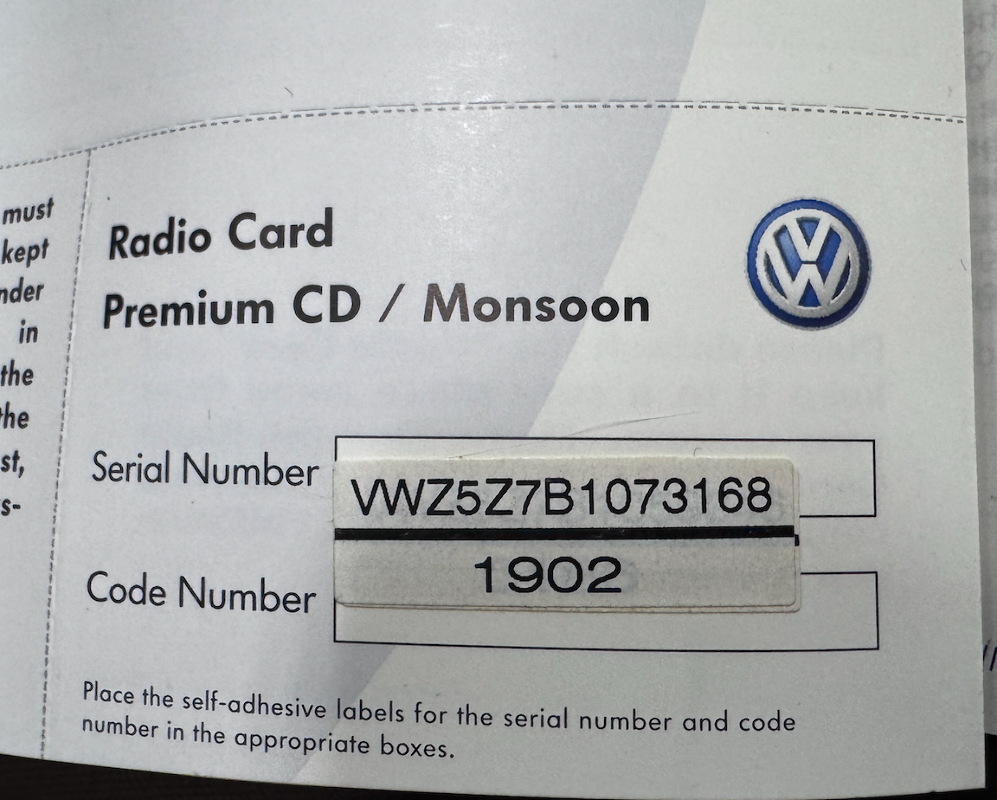 must
kept
nder
in
the
the
st,
s-
Radio Card
Premium CD / Monsoon
Serial Number
VWZ5Z7B1073168
Code Number
1902
Place the self-adhesive labels for the serial number and code
number in the appropriate boxes.